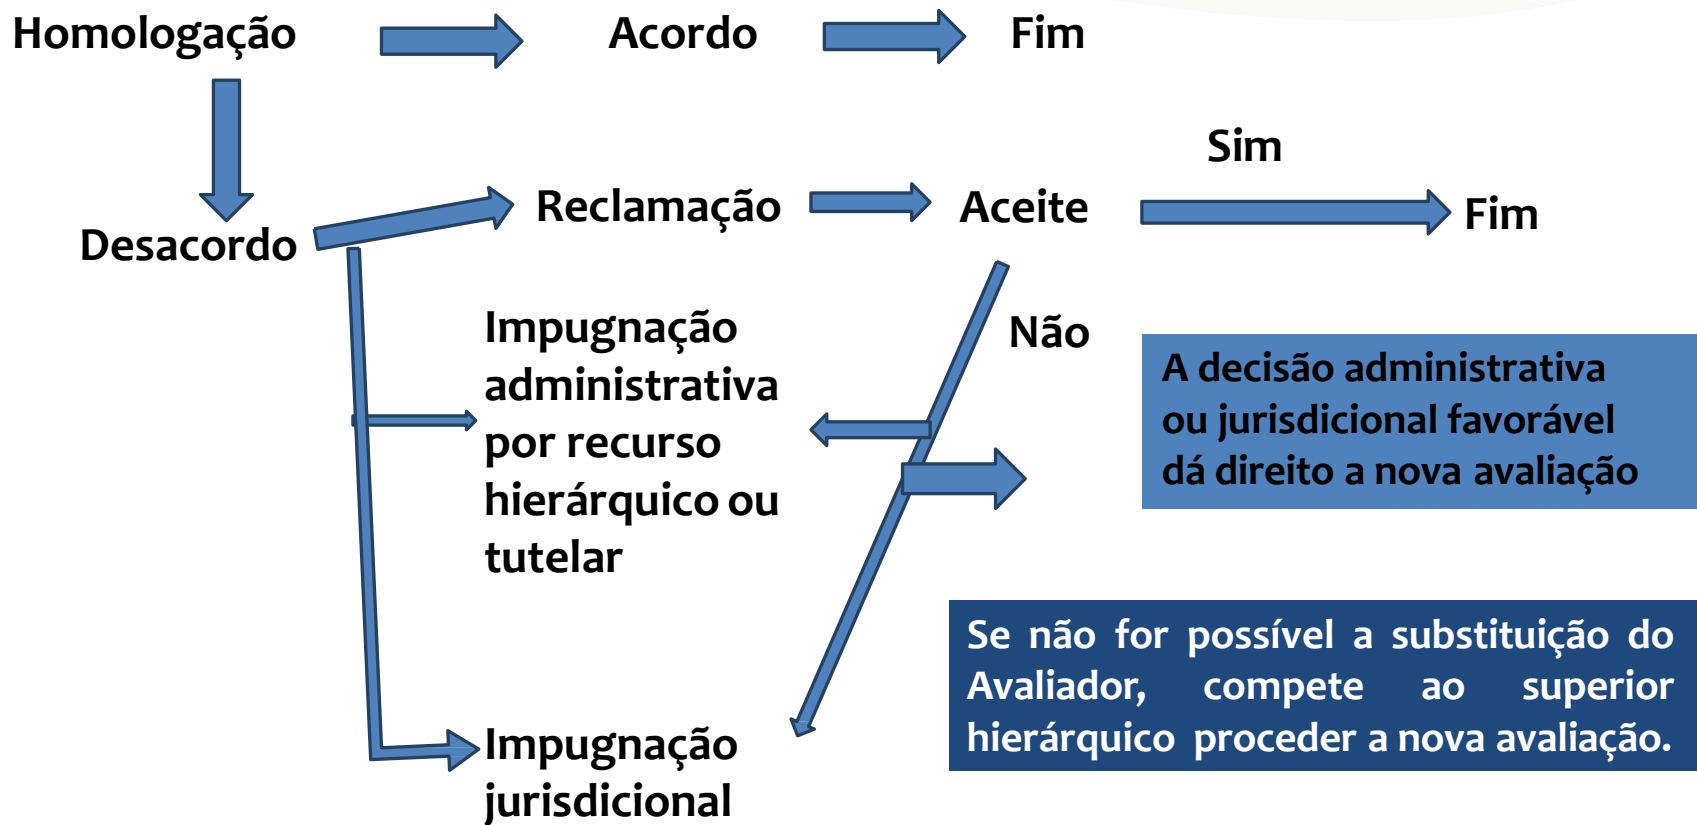 Homologação Acordo Fim
Sim
Desacordo Reclamação Aceite Fim
Não
Impugnação
administrativa
por recurso
hierárquico ou
tutelar
A decisão administrativa
ou jurisdicional favorável
dá direito a nova avaliação
Se não for possível a substituição do
Avaliador, compete ao superior
hierárquico proceder a nova avaliação.
Impugnação
jurisdicional